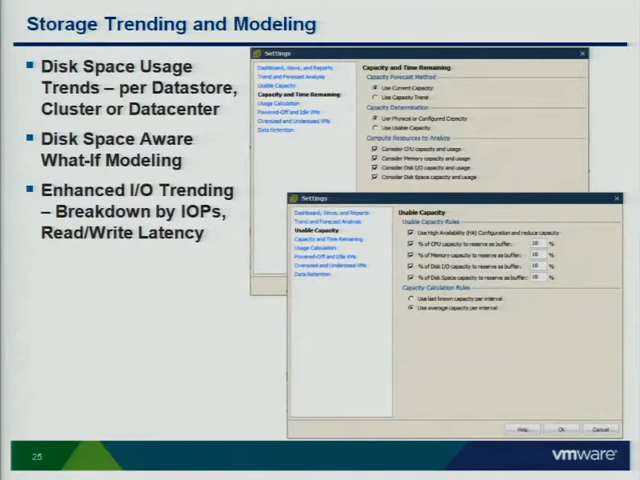 Storage Trending and Modeling
Disk Space Usage
Trends – per Datastore,
Cluster or Datacenter
Disk Space Aware
What-If Modeling
Enhanced I/O Trending
– Breakdown by IOPs,
Read/Write Latency
Settings
Dashboard, Views, and Reports
Trend and Forecast Analysis
Usable Capacity
Capacity and Time Remaining
Usage Calculation
Powered-Off and Idle VMs
Oversized and Undersized VMs
Data Retention
Capacity and Time Remaining
Capacity Forecast Method
Use Current Capacity
Use Capacity Trend
Capacity Determination
Use Physical or Configured Capacity
Use Usable Capacity
Compute Resources to Analyze
Consider CPU capacity and usage
Consider Memory capacity and usage
Consider Disk I/O capacity and usage
Consider Disk Space capacity and usage
Settings
Dashboard, Views, and Reports
Trend and Forecast Analysis
Usable Capacity
Capacity and Time Remaining
Usage Calculation
Powered-Off and Idle VMs
Oversized and Undersized VMs
Data Retention
Usable Capacity
Usable Capacity Rules
Use High Availability (HA) Configuration and reduce capacity
% of CPU capacity to reserve as buffer: 10 %
% of Memory capacity to reserve as buffer: 10 %
% of Disk I/O capacity to reserve as buffer: 10 %
% of Disk Space capacity to reserve as buffer: 10 %
Capacity Calculation Rules
Use last known capacity per interval
Use average capacity per interval
Help Ok Cancel
25
vmware